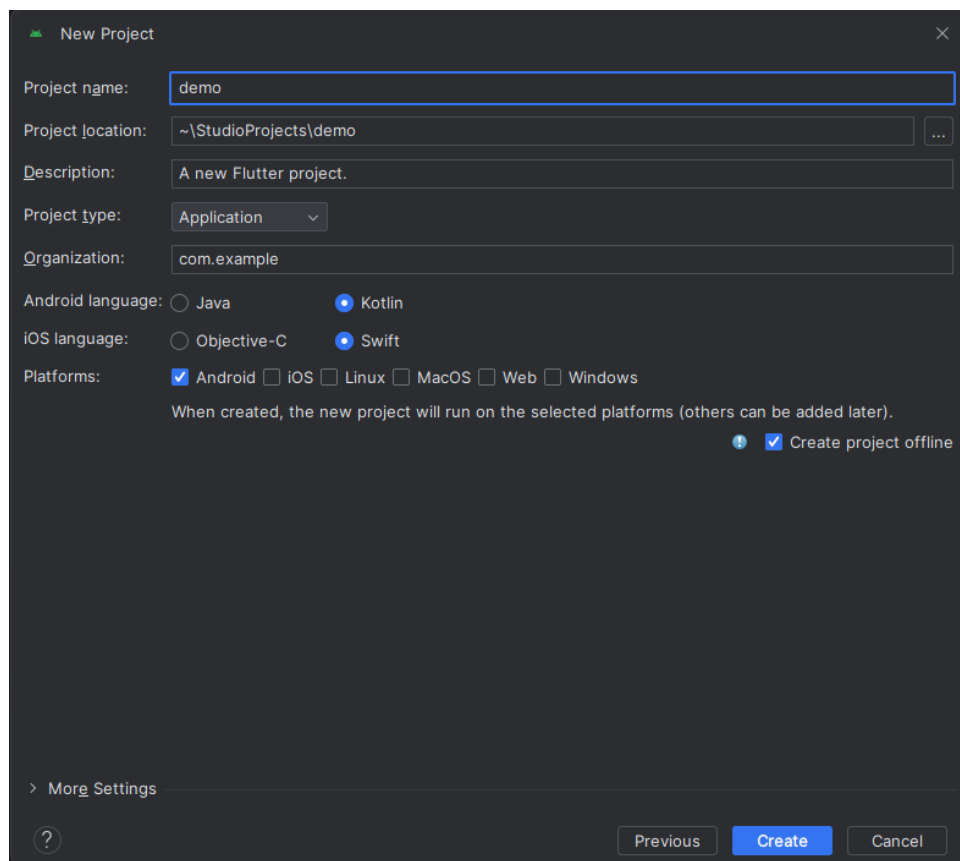 New Project
Project name: demo
Project location: ~\StudioProjects\demo ...
Description: A new Flutter project.
Project type: Application
Organization: com.example
Android language: Java Kotlin
iOS language: Objective-C Swift
Platforms: Android iOS Linux MacOS Web Windows
When created, the new project will run on the selected platforms (others can be added later).
! Create project offline
More Settings
? Previous Create Cancel